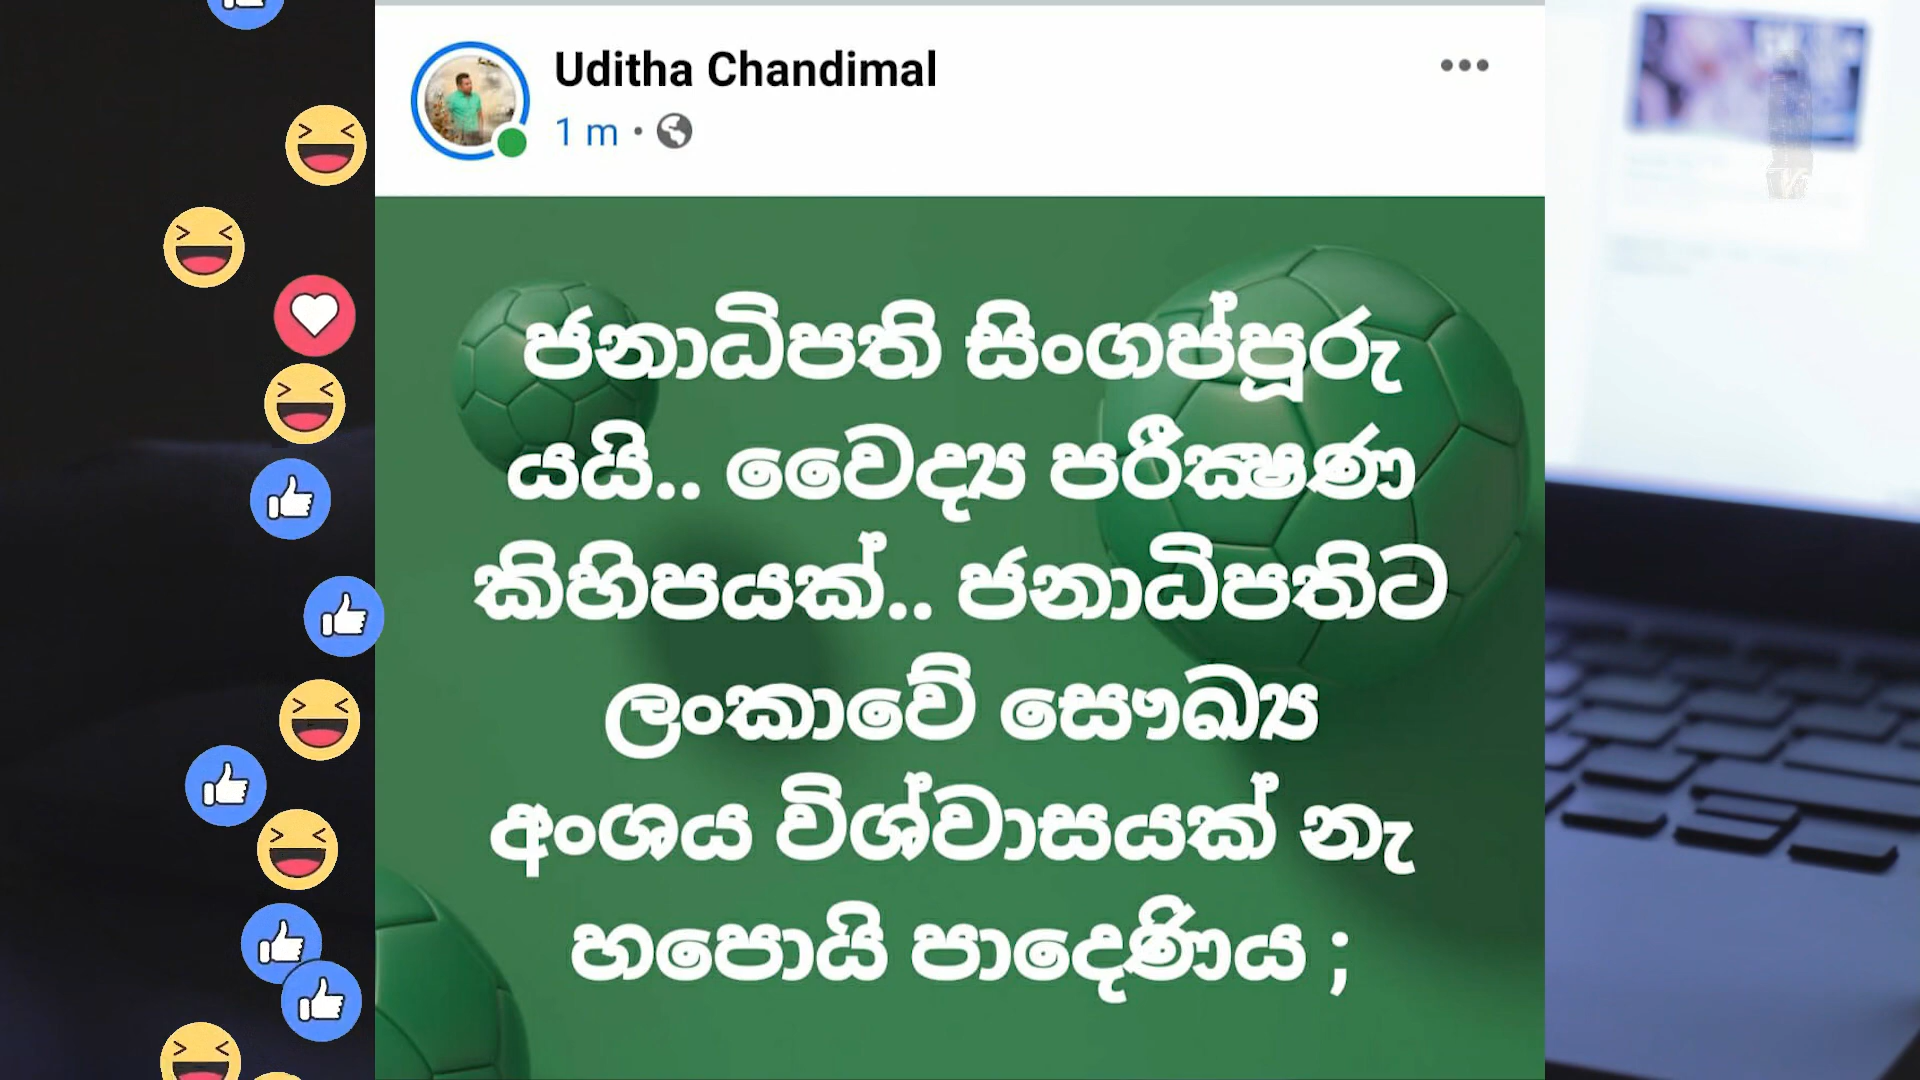 Uditha Chandimal
1 m
ජනාධිපති සිංගප්පූරු
යයි.. වෛද්‍ය පරීක්‍ෂණ
කිහිපයක්.. ජනාධිපතිට
ලංකාවේ සෞඛ්‍ය
අංශය විශ්වාසයක් නෑ
හපොයි පාදෙණිය ;